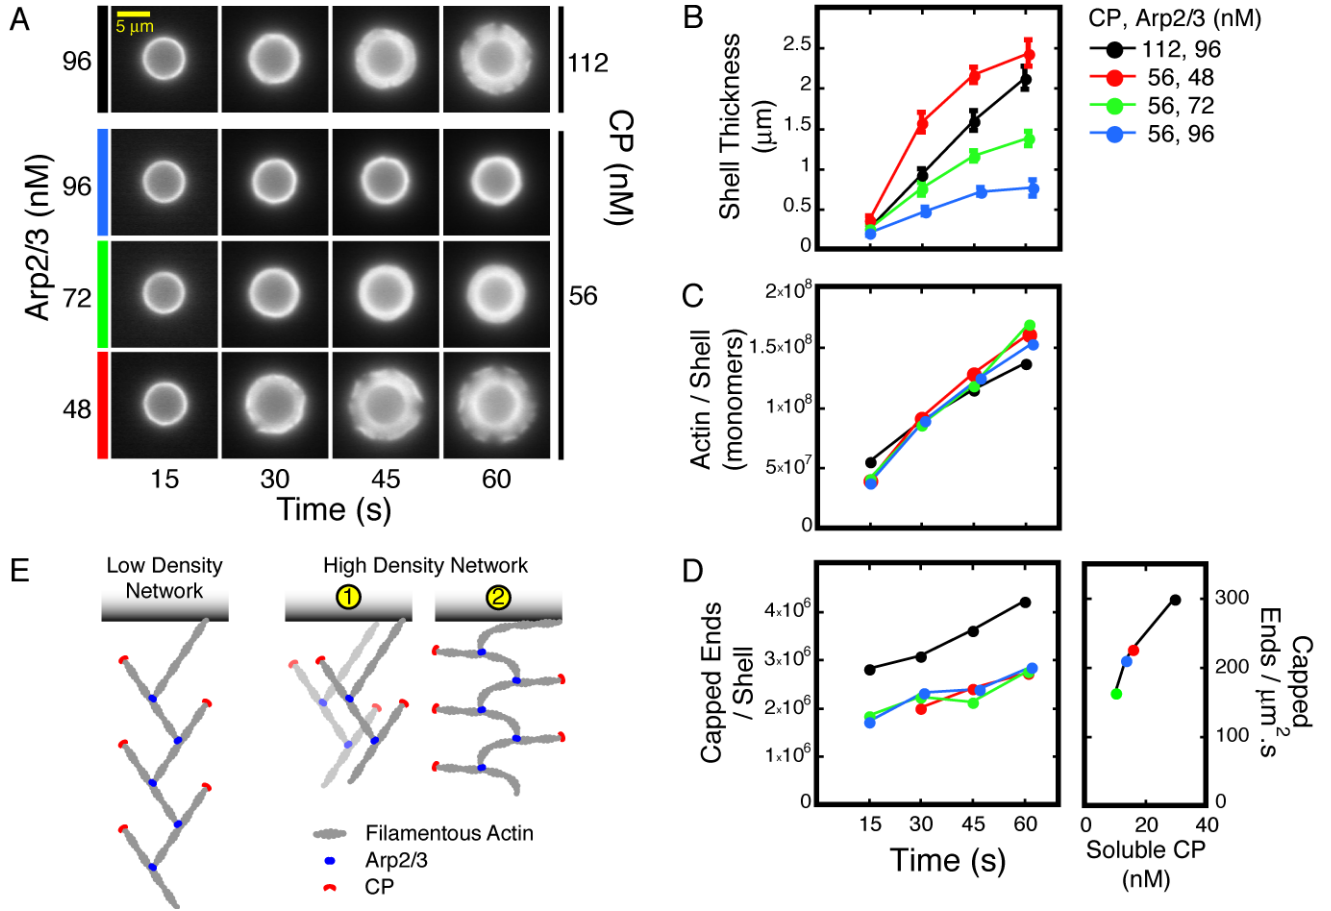 A
5 μm
96
112
96
72
56
48
Arp2/3 (nM)
CP (nM)
15 30 45 60
Time (s)
B
2.5
2
1.5
1
0.5
0
Shell Thickness
(μm)
CP, Arp2/3 (nM)
112, 96
56, 48
56, 72
56, 96
C
2×10⁸
1.5×10⁸
1×10⁸
5×10⁷
0
Actin / Shell
(monomers)
D
4×10⁶
3×10⁶
2×10⁶
1×10⁶
0
Capped Ends
/ Shell
15 30 45 60
Time (s)
300
200
100
0
Capped
Ends / μm².s
0 20 40
Soluble CP
(nM)
E
Low Density
Network
High Density Network
1
2
Filamentous Actin
Arp2/3
CP